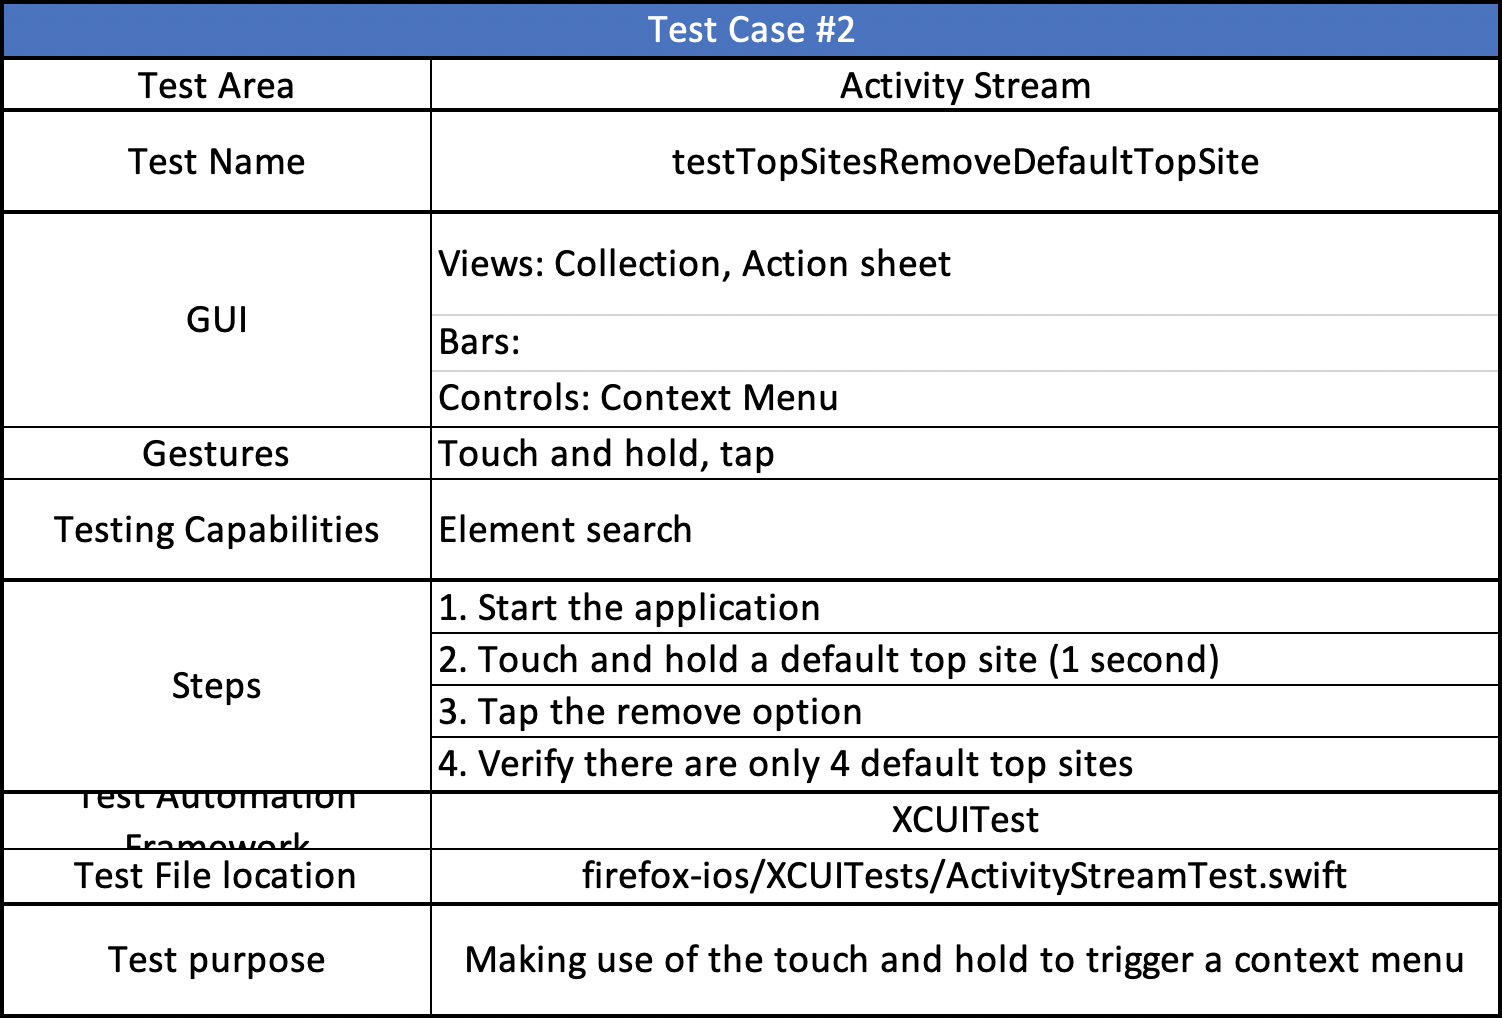 Test Case #2
Test Area
Activity Stream
Test Name
testTopSitesRemoveDefaultTopSite
GUI
Views: Collection, Action sheet
Bars:
Controls: Context Menu
Gestures
Touch and hold, tap
Testing Capabilities
Element search
Steps
1. Start the application
2. Touch and hold a default top site (1 second)
3. Tap the remove option
4. Verify there are only 4 default top sites
Test Automation
Framework
XCUITest
Test File location
firefox-ios/XCUITests/ActivityStreamTest.swift
Test purpose
Making use of the touch and hold to trigger a context menu